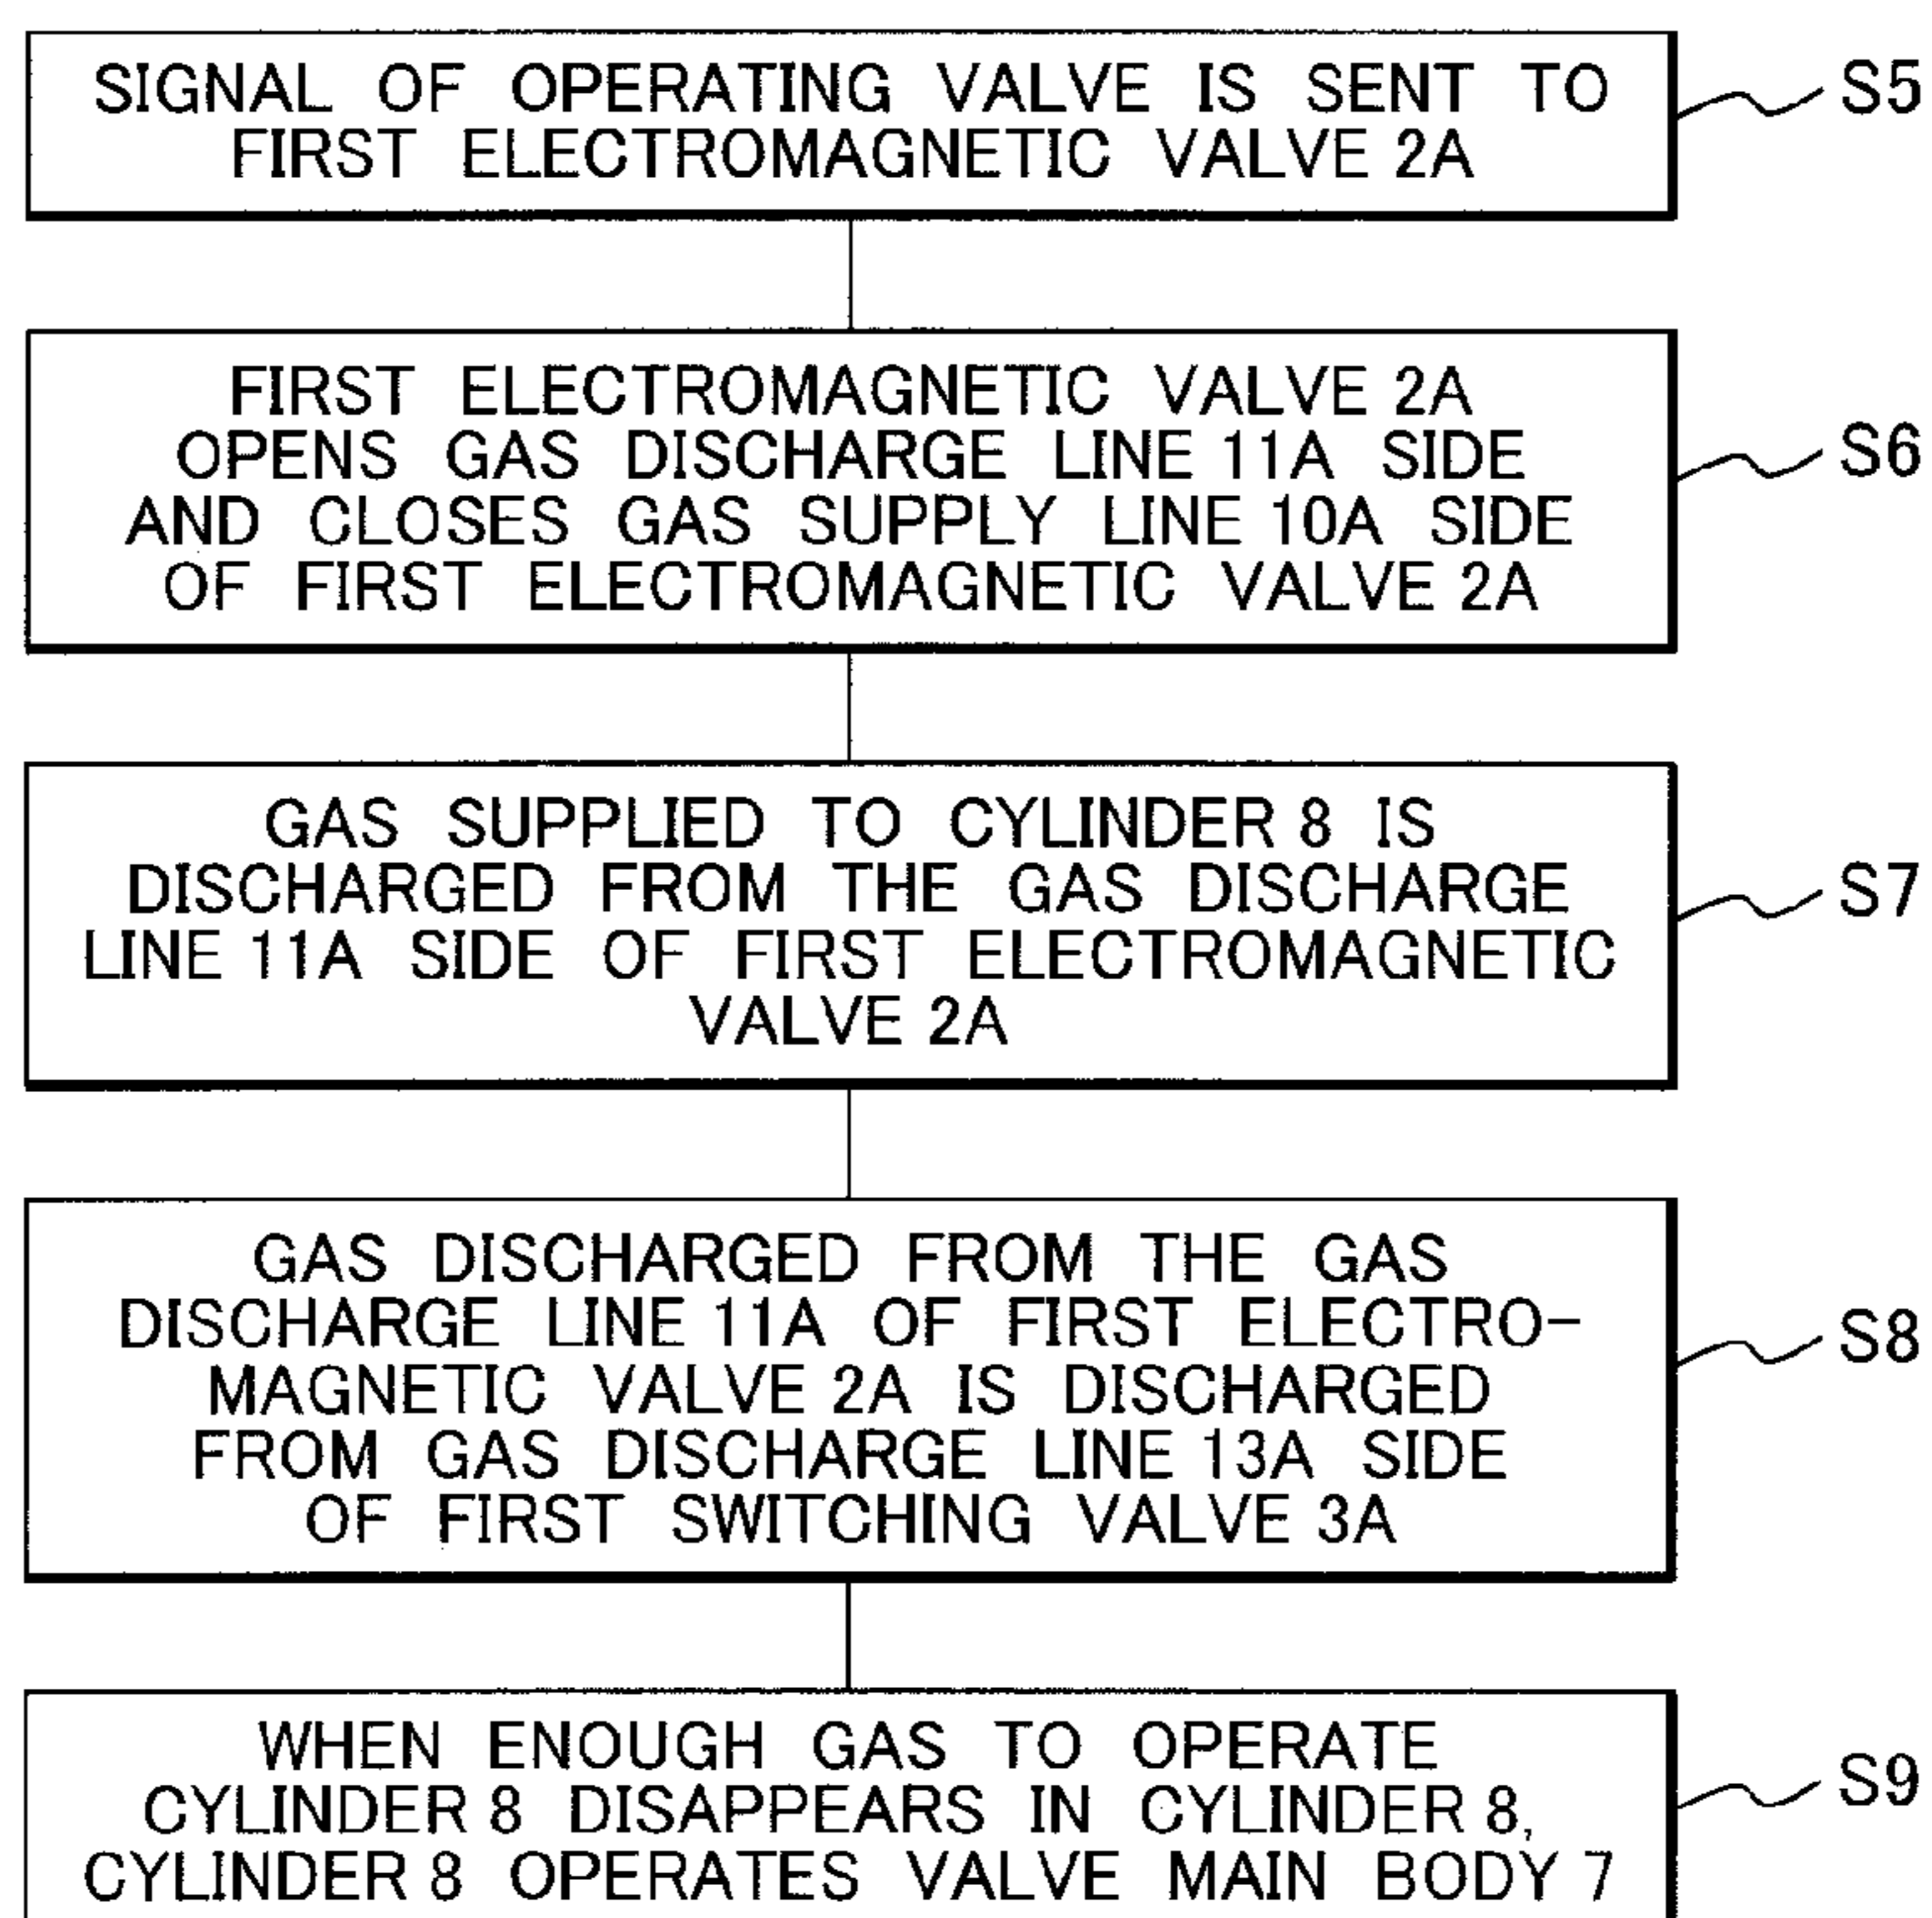 SIGNAL OF OPERATING VALVE IS SENT TO
FIRST ELECTROMAGNETIC VALVE 2A
S5
FIRST ELECTROMAGNETIC VALVE 2A
OPENS GAS DISCHARGE LINE 11A SIDE
AND CLOSES GAS SUPPLY LINE 10A SIDE
OF FIRST ELECTROMAGNETIC VALVE 2A
S6
GAS SUPPLIED TO CYLINDER 8 IS
DISCHARGED FROM THE GAS DISCHARGE
LINE 11A SIDE OF FIRST ELECTROMAGNETIC
VALVE 2A
S7
GAS DISCHARGED FROM THE GAS
DISCHARGE LINE 11A OF FIRST ELECTRO-
MAGNETIC VALVE 2A IS DISCHARGED
FROM GAS DISCHARGE LINE 13A SIDE
OF FIRST SWITCHING VALVE 3A
S8
WHEN ENOUGH GAS TO OPERATE
CYLINDER 8 DISAPPEARS IN CYLINDER 8,
CYLINDER 8 OPERATES VALVE MAIN BODY 7
S9